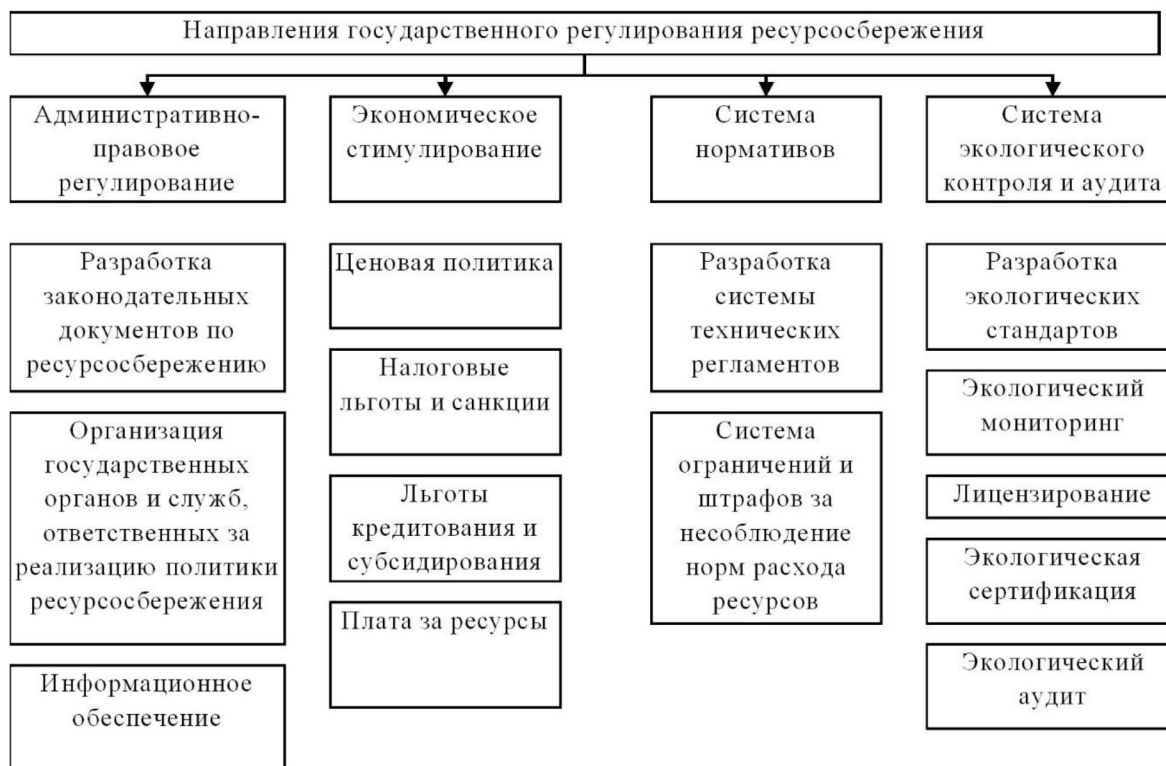 Направления государственного регулирования ресурсосбережения
Административно-
правовое
регулирование
Экономическое
стимулирование
Система
нормативов
Система
экологического
контроля и аудита
Разработка
законодательных
документов по
ресурсосбережению
Организация
государственных
органов и служб,
ответственных за
реализацию политики
ресурсосбережения
Информационное
обеспечение
Ценовая политика
Налоговые
льготы и санкции
Льготы
кредитования и
субсидирования
Плата за ресурсы
Разработка
системы
технических
регламентов
Система
ограничений и
штрафов за
несоблюдение
норм расхода
ресурсов
Разработка
экологических
стандартов
Экологический
мониторинг
Лицензирование
Экологическая
сертификация
Экологический
аудит